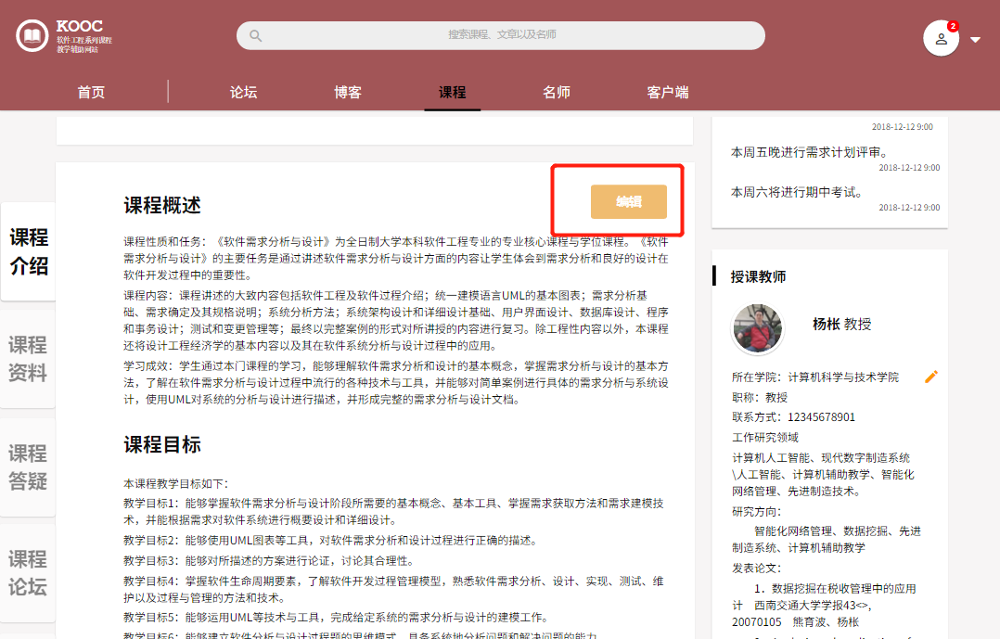 KOOC
软件工程系列课程
教学辅助网站
搜索课程、文章以及名师
2
首页
论坛
博客
课程
名师
客户端
课程
介绍
课程
资料
课程
答疑
课程
论坛
课程概述
编辑
课程性质和任务：《软件需求分析与设计》为全日制大学本科软件工程专业的专业核心课程与学位课程。《软件
需求分析与设计》的主要任务是通过讲述软件需求分析与设计方面的内容让学生体会到需求分析和良好的设计在
软件开发过程中的重要性。
课程内容：课程讲述的大致内容包括软件工程及软件过程介绍；统一建模语言UML的基本图表；需求分析基
础、需求确定及其规格说明；系统分析方法；系统架构设计和详细设计基础、用户界面设计、数据库设计、程序
和事务设计；测试和变更管理等；最终以完整案例的形式对所讲授的内容进行复习。除工程性内容以外，本课程
还将设计工程经济学的基本内容以及其在软件系统分析与设计过程中的应用。
学习成效：学生通过本门课程的学习，能够理解软件需求分析和设计的基本概念，掌握需求分析与设计的基本方
法，了解在软件需求分析与设计过程中流行的各种技术与工具，并能够对简单案例进行具体的需求分析与系统设
计，使用UML对系统的分析与设计进行描述，并形成完整的需求分析与设计文档。
课程目标
本课程教学目标如下：
教学目标1：能够掌握软件需求分析与设计阶段所需要的基本概念、基本工具、掌握需求获取方法和需求建模技
术，并能根据需求对软件系统进行概要设计和详细设计。
教学目标2：能够使用UML图表等工具，对软件需求分析和设计过程进行正确的描述。
教学目标3：能够对所描述的方案进行论证，讨论其合理性。
教学目标4：掌握软件生命周期要素，了解软件开发过程管理模型，熟悉软件需求分析、设计、实现、测试、维
护以及过程与管理的方法和技术。
教学目标5：能够运用UML等技术与工具，完成给定系统的需求分析与设计的建模工作。
教学目标6：能够建立软件分析与设计过程题的思维模式，具备系统地分析问题和解决问题的能力。
2018-12-12 9:00
本周五晚进行需求计划评审。
2018-12-12 9:00
本周六将进行期中考试。
2018-12-12 9:00
授课教师
杨枨 教授
所在学院：计算机科学与技术学院
职称：教授
联系方式：12345678901
工作研究领域
计算机人工智能、现代数字制造系统
\人工智能、计算机辅助教学、智能化
网络管理、先进制造技术。
研究方向：
智能化网络管理、数据挖掘、先进
制造系统、计算机辅助教学
发表论文：
1．数据挖掘在税收管理中的应用
计　西南交通大学学报43<>,
20070105　熊育波、杨枨